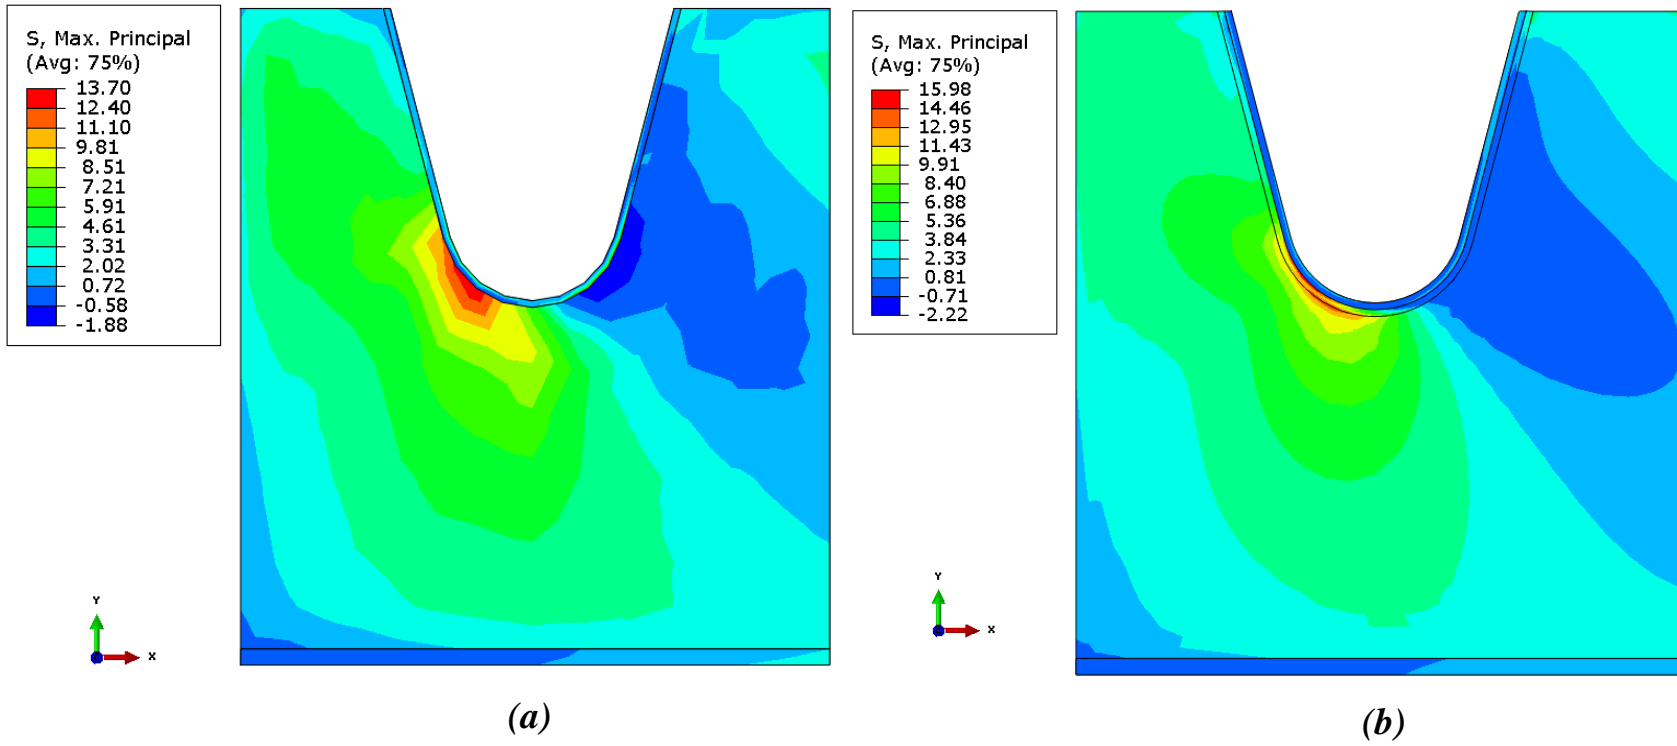 S, Max. Principal
(Avg: 75%)
13.70
12.40
11.10
9.81
8.51
7.21
5.91
4.61
3.31
2.02
0.72
-0.58
-1.88
Y
X
(a)
S, Max. Principal
(Avg: 75%)
15.98
14.46
12.95
11.43
9.91
8.40
6.88
5.36
3.84
2.33
0.81
-0.71
-2.22
Y
X
(b)